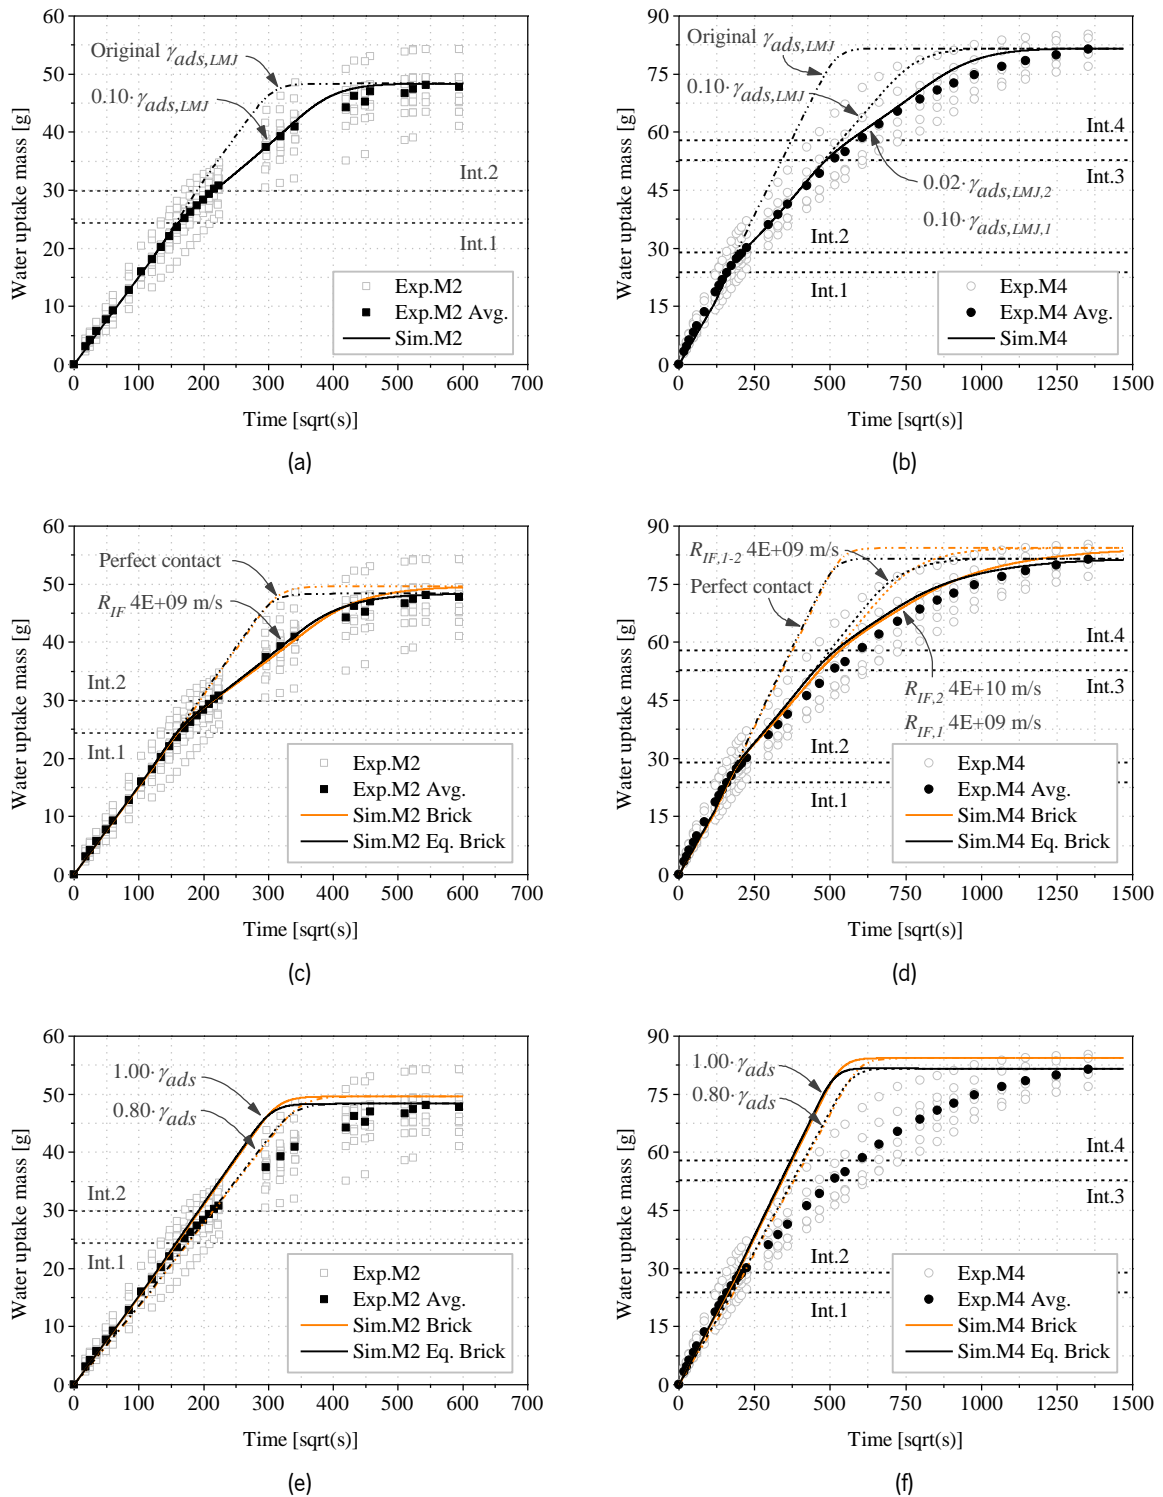 60
50
40
30
20
10
0
Water uptake mass [g]
Original γads,LMJ
0.10·γads,LMJ
Int.2
Int.1
Exp.M2
Exp.M2 Avg.
Sim.M2
0 100 200 300 400 500 600 700
Time [sqrt(s)]
(a)
90
75
60
45
30
15
0
Water uptake mass [g]
Original γads,LMJ
0.10·γads,LMJ
Int.4
Int.3
0.02·γads,LMJ,2
0.10·γads,LMJ,1
Int.2
Int.1
Exp.M4
Exp.M4 Avg.
Sim.M4
0 250 500 750 1000 1250 1500
Time [sqrt(s)]
(b)
60
50
40
30
20
10
0
Water uptake mass [g]
Perfect contact
RIF 4E+09 m/s
Int.2
Int.1
Exp.M2
Exp.M2 Avg.
Sim.M2 Brick
Sim.M2 Eq. Brick
0 100 200 300 400 500 600 700
Time [sqrt(s)]
(c)
90
75
60
45
30
15
0
Water uptake mass [g]
RIF,1-2 4E+09 m/s
Perfect contact
Int.4
Int.3
RIF,2 4E+10 m/s
RIF,1 4E+09 m/s
Int.2
Int.1
Exp.M4
Exp.M4 Avg.
Sim.M4 Brick
Sim.M4 Eq. Brick
0 250 500 750 1000 1250 1500
Time [sqrt(s)]
(d)
60
50
40
30
20
10
0
Water uptake mass [g]
1.00·γads
0.80·γads
Int.2
Int.1
Exp.M2
Exp.M2 Avg.
Sim.M2 Brick
Sim.M2 Eq. Brick
0 100 200 300 400 500 600 700
Time [sqrt(s)]
(e)
90
75
60
45
30
15
0
Water uptake mass [g]
1.00·γads
0.80·γads
Int.4
Int.3
Int.2
Int.1
Exp.M4
Exp.M4 Avg.
Sim.M4 Brick
Sim.M4 Eq. Brick
0 250 500 750 1000 1250 1500
Time [sqrt(s)]
(f)